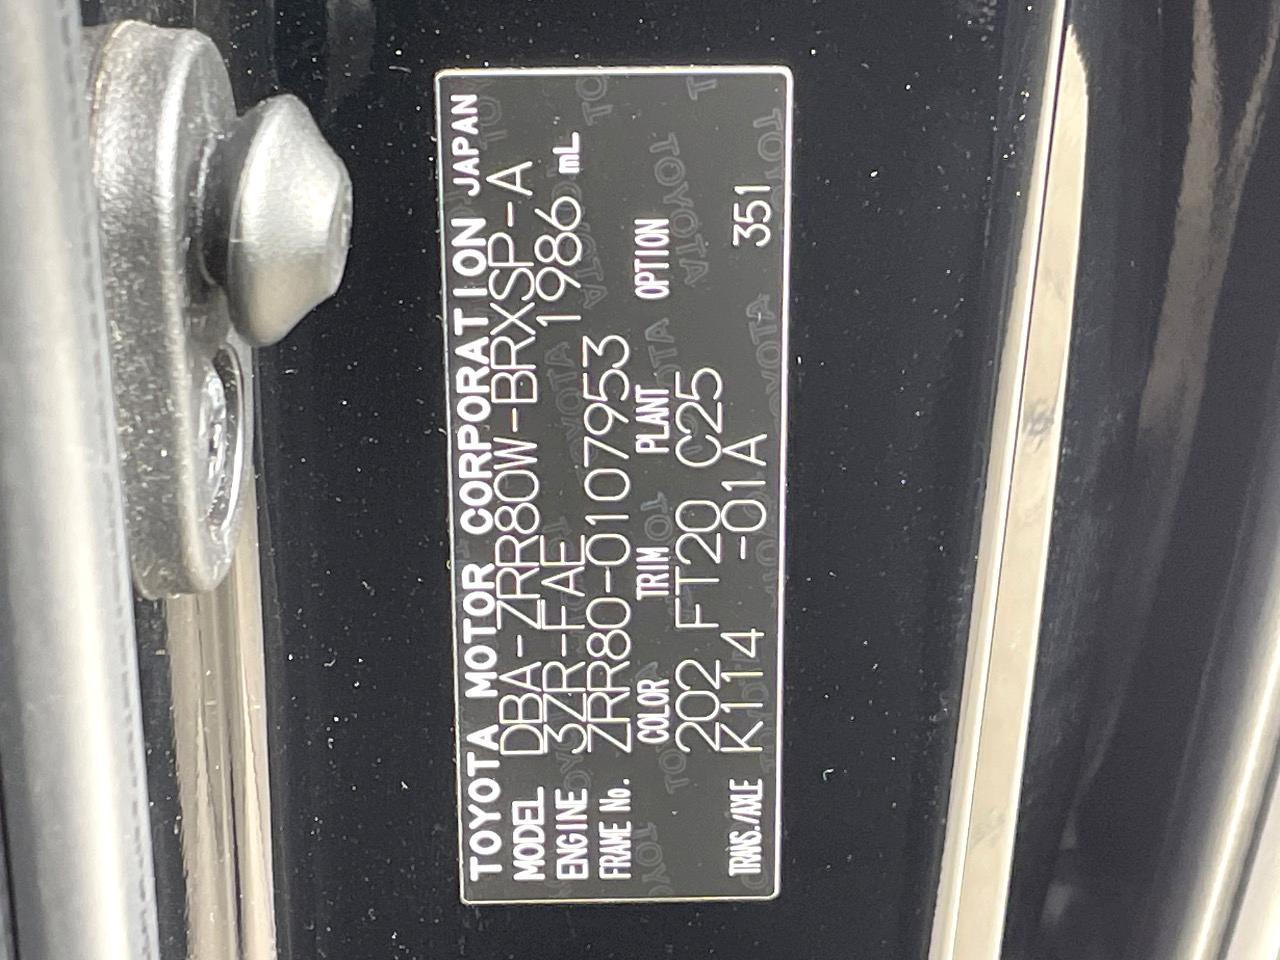 TOYOTA MOTOR CORPORATION JAPAN
MODEL DBA-ZRR80W-BRXSP-A
ENGINE 3ZR-FAE 1986 mL
FRAME No. ZRR80-0107953
COLOR TRIM PLANT OPTION
202 FT20 C25
TRANS./AXLE K114 -01A 351